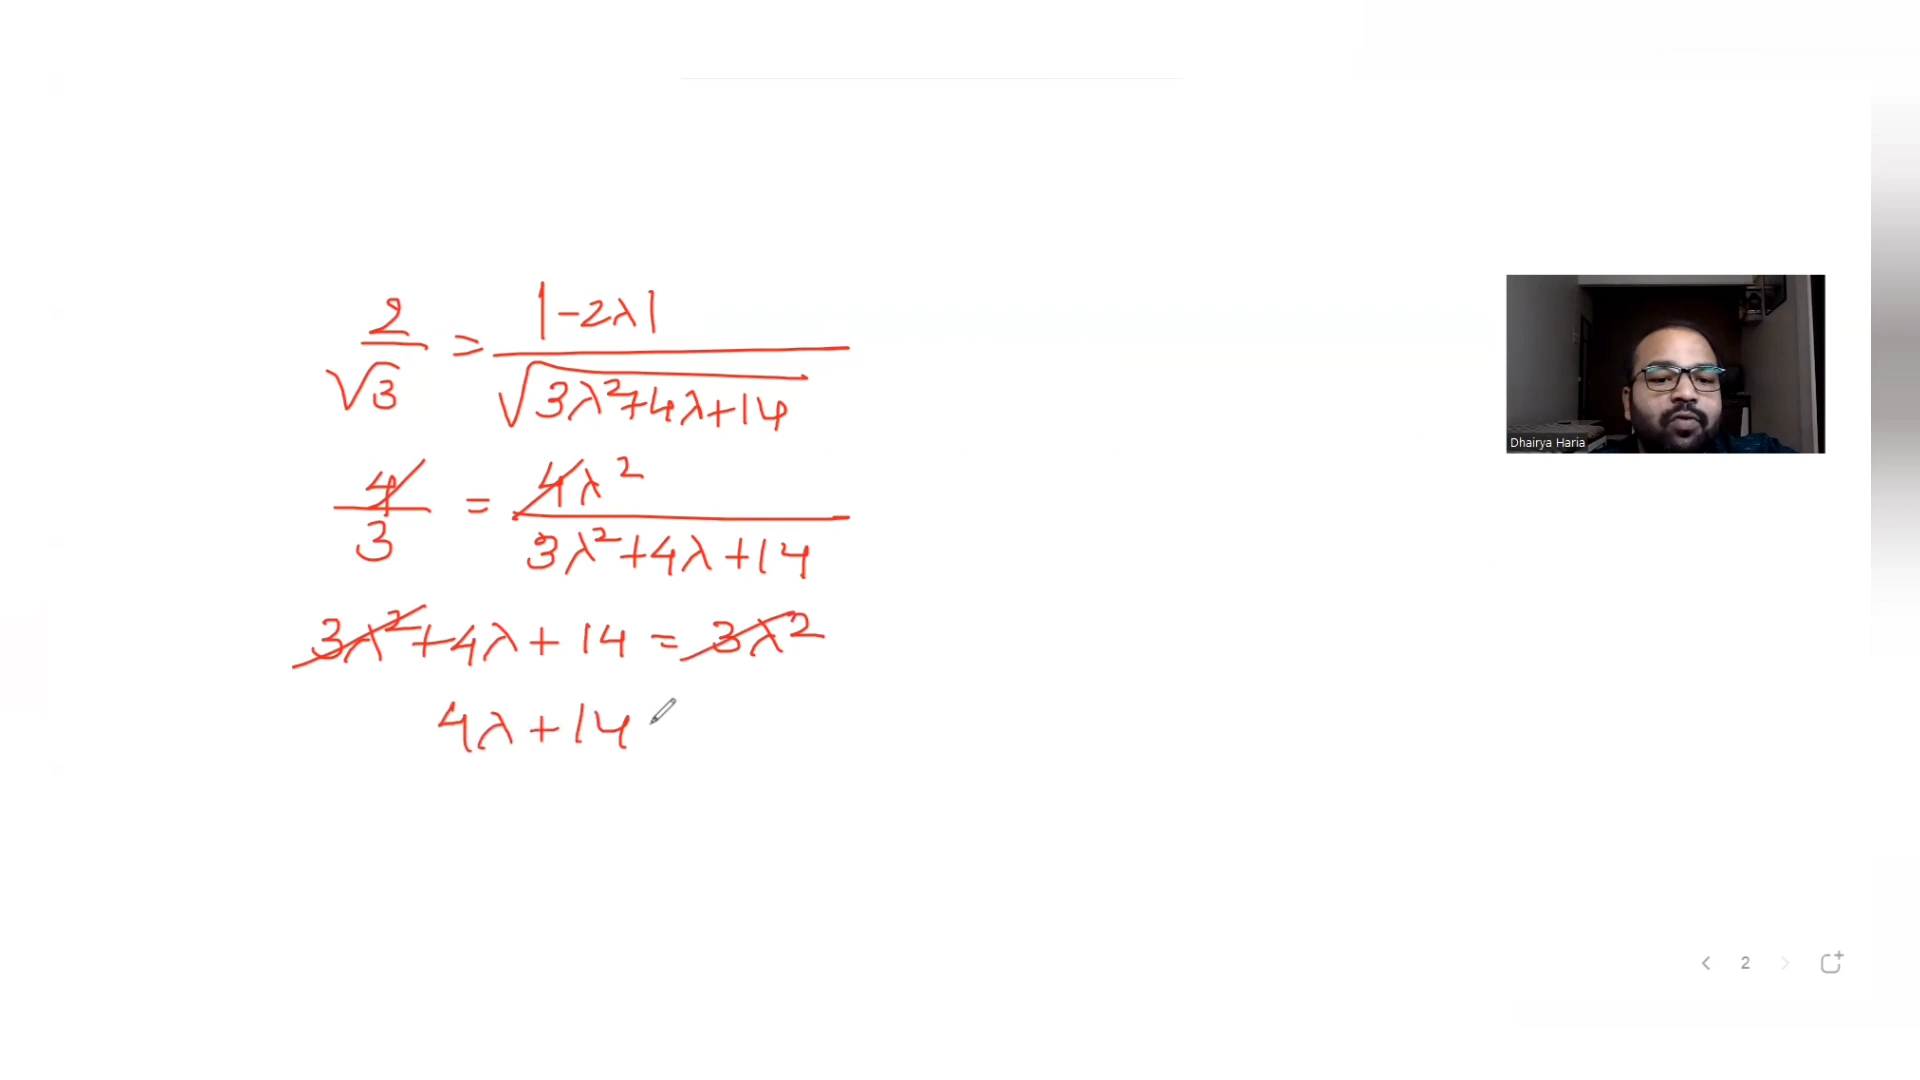 2/√3 = |-2λ|/√(3λ²+4λ+14)
4/3 = 4λ²/(3λ²+4λ+14)
3λ²+4λ+14 = 3λ²
4λ+14
Dhairya Haria
2